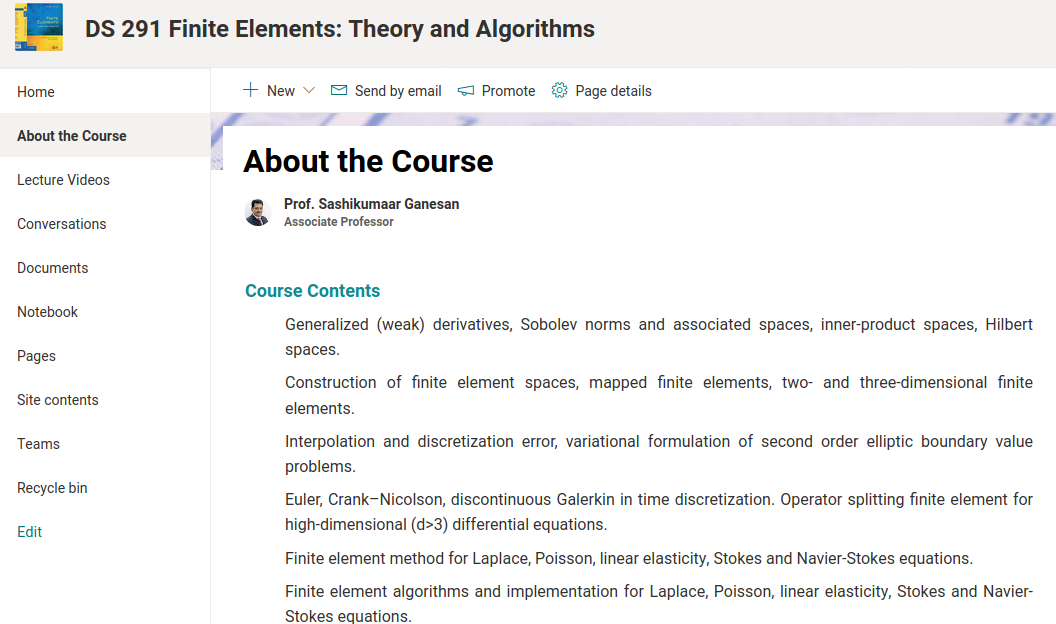 DS 291 Finite Elements: Theory and Algorithms
Home
About the Course
Lecture Videos
Conversations
Documents
Notebook
Pages
Site contents
Teams
Recycle bin
Edit
New
Send by email
Promote
Page details
About the Course
Prof. Sashikumaar Ganesan
Associate Professor
Course Contents
Generalized (weak) derivatives, Sobolev norms and associated spaces, inner-product spaces, Hilbert
spaces.
Construction of finite element spaces, mapped finite elements, two- and three-dimensional finite
elements.
Interpolation and discretization error, variational formulation of second order elliptic boundary value
problems.
Euler, Crank–Nicolson, discontinuous Galerkin in time discretization. Operator splitting finite element for
high-dimensional (d>3) differential equations.
Finite element method for Laplace, Poisson, linear elasticity, Stokes and Navier-Stokes equations.
Finite element algorithms and implementation for Laplace, Poisson, linear elasticity, Stokes and Navier-
Stokes equations.